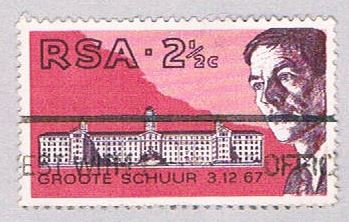 RSA · 2½c
GROOTE SCHUUR 3.12.67